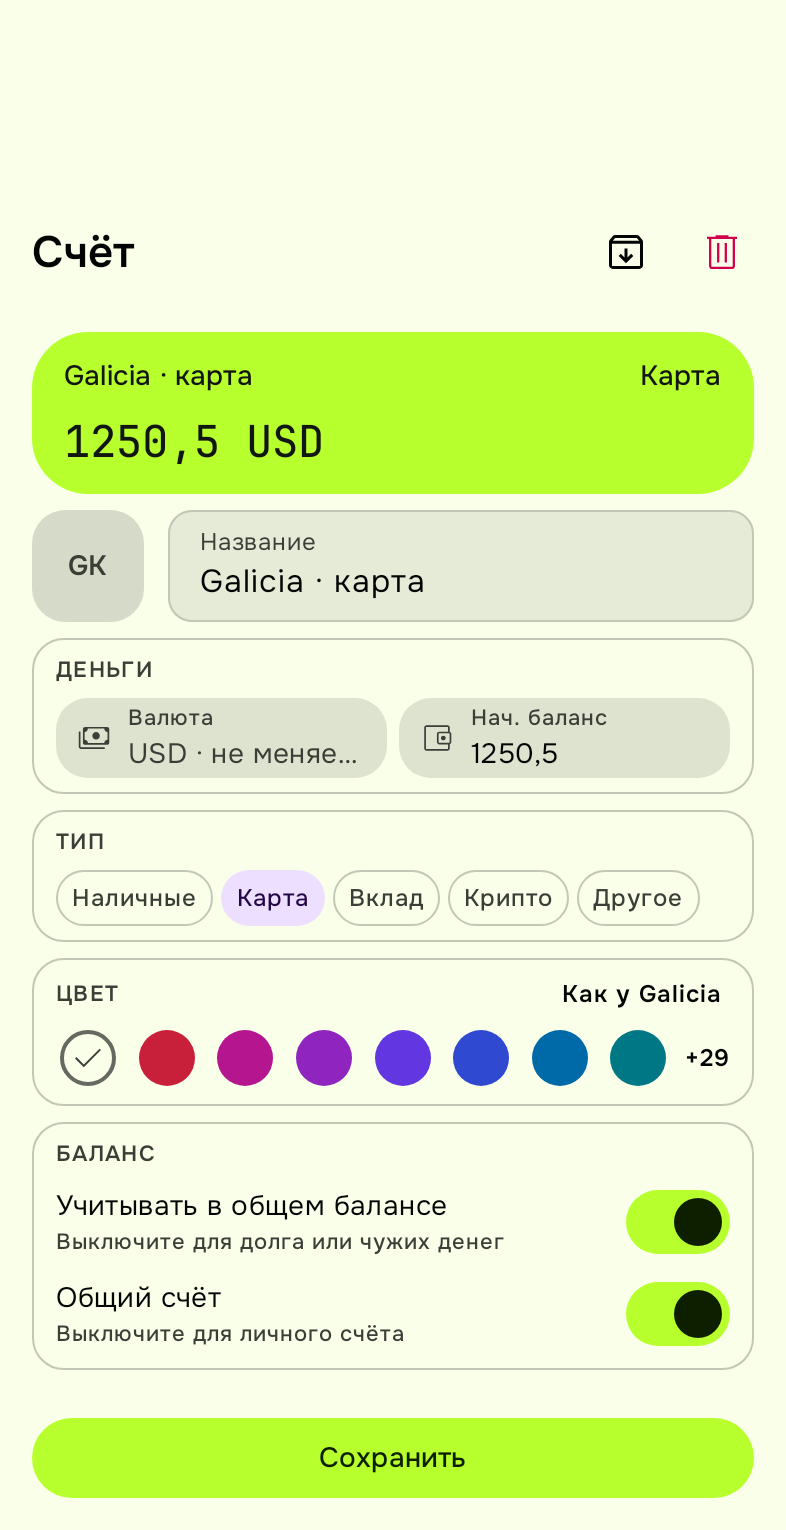 Счёт
Galicia · карта Карта
1250,5 USD
GK
Название
Galicia · карта
ДЕНЬГИ
Валюта
USD · не меняе...
Нач. баланс
1250,5
ТИП
Наличные Карта Вклад Крипто Другое
ЦВЕТ Как у Galicia
+29
БАЛАНС
Учитывать в общем балансе
Выключите для долга или чужих денег
Общий счёт
Выключите для личного счёта
Сохранить